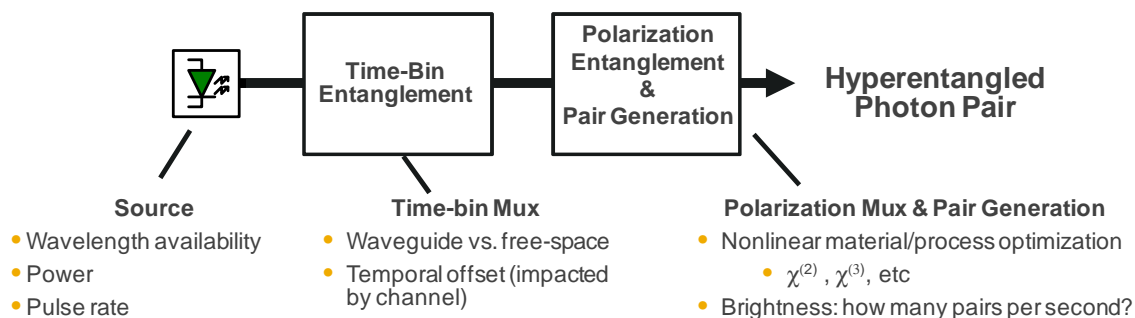 Time-Bin
Entanglement
Polarization
Entanglement
&
Pair Generation
Hyperentangled
Photon Pair
Source
• Wavelength availability
• Power
• Pulse rate
Time-bin Mux
• Waveguide vs. free-space
• Temporal offset (impacted
by channel)
Polarization Mux & Pair Generation
• Nonlinear material/process optimization
• χ⁽²⁾ , χ⁽³⁾, etc
• Brightness: how many pairs per second?